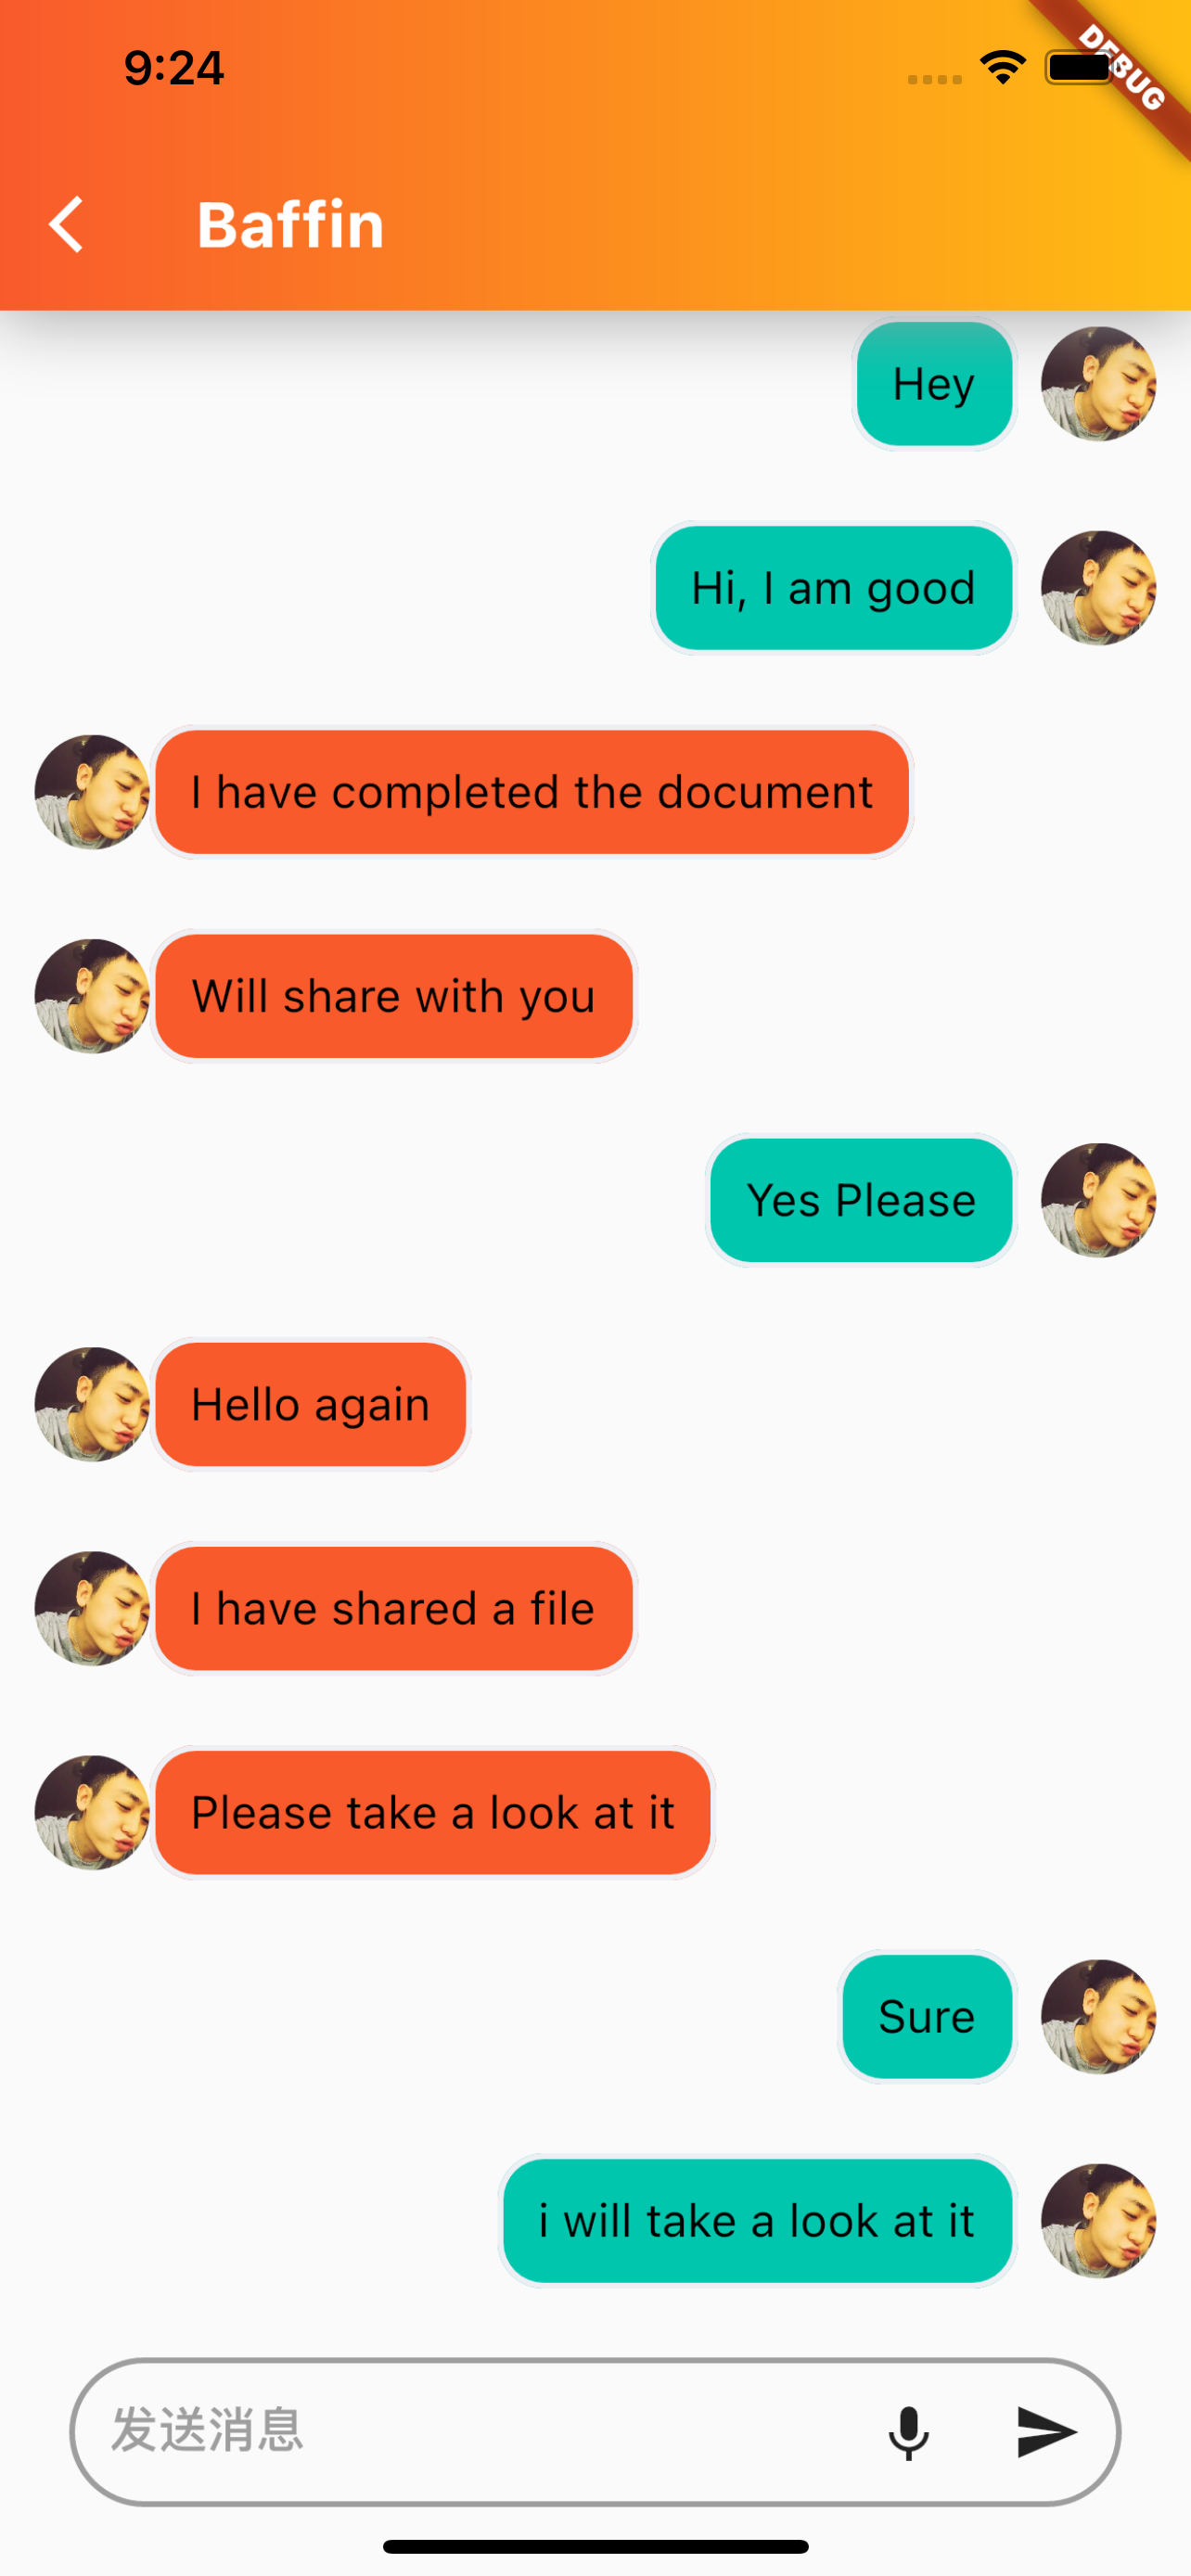 9:24
DEBUG
Baffin
Hey
Hi, I am good
I have completed the document
Will share with you
Yes Please
Hello again
I have shared a file
Please take a look at it
Sure
i will take a look at it
发送消息